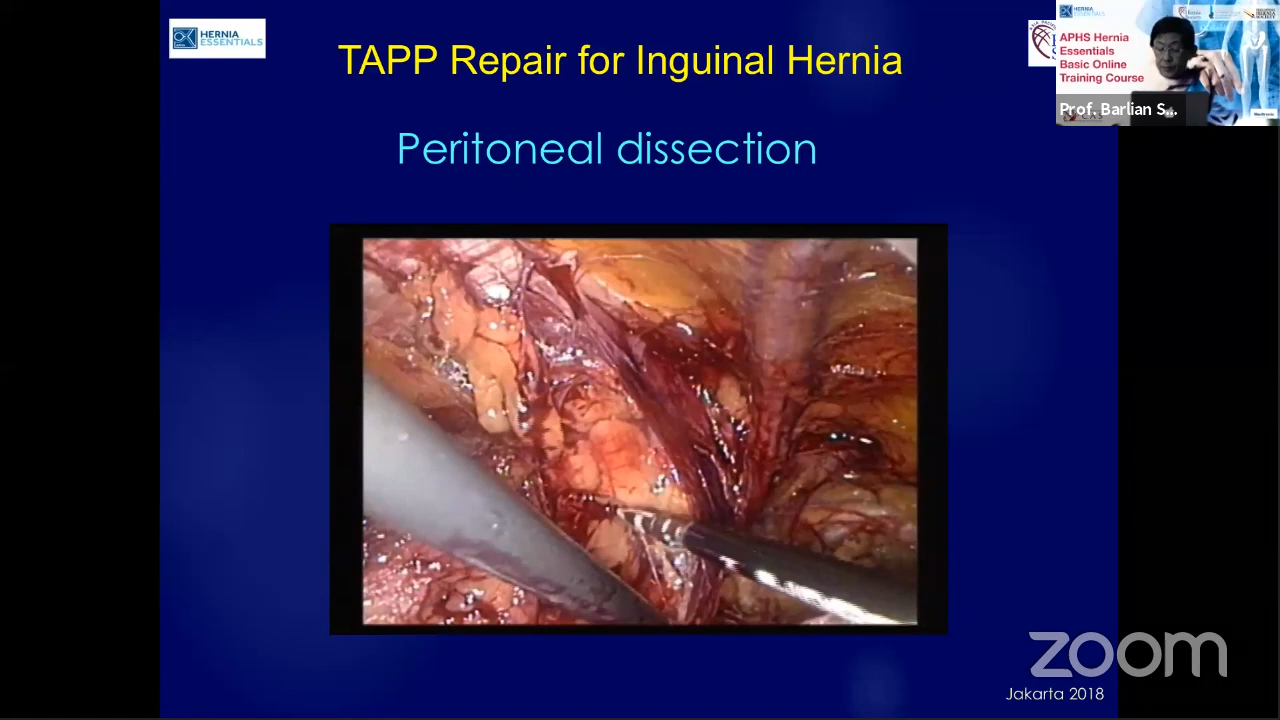 HERNIA
ESSENTIALS
TAPP Repair for Inguinal Hernia
HERNIA
ESSENTIALS
APHS Hernia
Essentials
Basic Online
Training Course
Prof. Barlian S...
Medtronic
Peritoneal dissection
zoom
Jakarta 2018